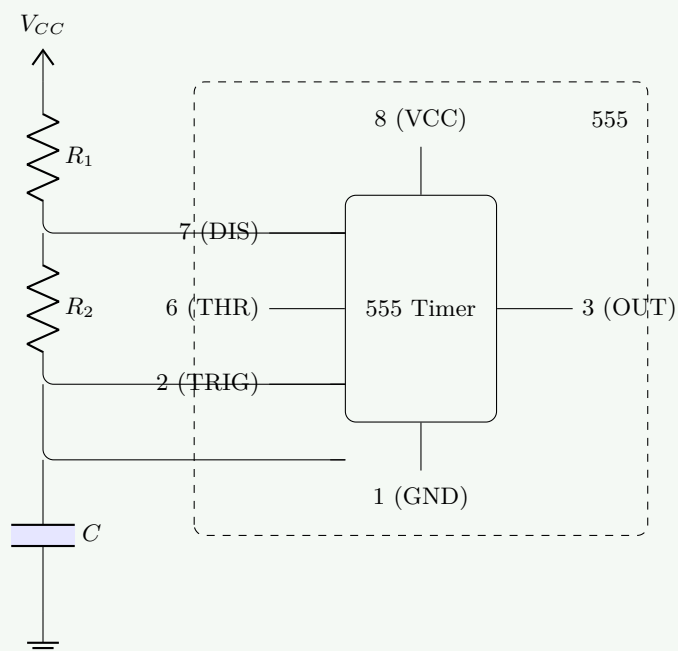 V_CC
8 (VCC)
555
R_1
7 (DIS)
R_2
6 (THR)
555 Timer
3 (OUT)
2 (TRIG)
1 (GND)
C